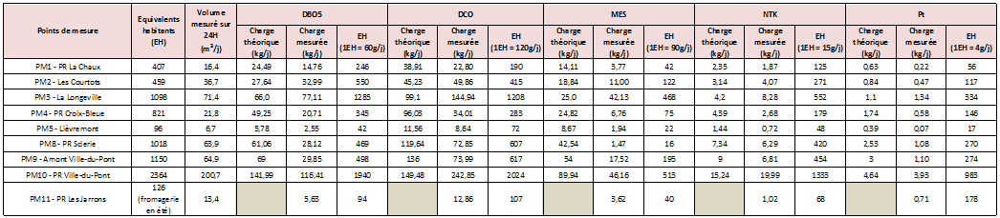 Points de mesure | Equivalents habitants (EH) | Volume mesuré sur 24H (m³/j) | DBO5 | DCO | MES | NTK | Pt
Charge théorique (kg/j) | Charge mesurée (kg/j) | EH (1EH = 60g/j) | Charge théorique (kg/j) | Charge mesurée (kg/j) | EH (1EH = 120g/j) | Charge théorique (kg/j) | Charge mesurée (kg/j) | EH (1EH = 90g/j) | Charge théorique (kg/j) | Charge mesurée (kg/j) | EH (1EH = 15g/j) | Charge théorique (kg/j) | Charge mesurée (kg/j) | EH (1EH = 4g/j)
PM1 - PR La Chaux | 407 | 16,4 | 24,49 | 14,76 | 246 | 38,91 | 22,80 | 190 | 14,11 | 3,77 | 42 | 2,35 | 1,87 | 125 | 0,63 | 0,22 | 56
PM2 - Les Courtots | 459 | 36,7 | 27,64 | 32,99 | 550 | 45,23 | 49,86 | 415 | 18,84 | 11,00 | 122 | 3,14 | 4,07 | 271 | 0,84 | 0,47 | 117
PM3 - La Longeville | 1098 | 71,4 | 66,0 | 77,11 | 1285 | 99,1 | 144,94 | 1208 | 25,0 | 42,13 | 468 | 4,2 | 8,28 | 552 | 1,1 | 1,34 | 334
PM4 - PR Croix-Bleue | 821 | 21,8 | 49,25 | 20,71 | 345 | 96,03 | 34,01 | 283 | 24,82 | 6,76 | 75 | 4,39 | 2,68 | 179 | 1,74 | 0,58 | 146
PM5 - Lièvremont | 96 | 6,7 | 5,78 | 2,55 | 42 | 11,56 | 8,64 | 72 | 8,67 | 1,94 | 22 | 1,44 | 0,72 | 48 | 0,39 | 0,07 | 17
PM8 - PR Scierie | 1018 | 63,9 | 61,06 | 28,12 | 469 | 119,64 | 72,85 | 607 | 42,54 | 1,47 | 16 | 7,34 | 6,29 | 420 | 2,53 | 1,08 | 270
PM9 - Amont Ville-du-Pont | 1150 | 64,9 | 69 | 29,85 | 498 | 136 | 73,99 | 617 | 54 | 17,52 | 195 | 9 | 6,81 | 454 | 3 | 1,10 | 274
PM10 - PR Ville-du-Pont | 2364 | 200,7 | 141,99 | 116,41 | 1940 | 149,48 | 242,85 | 2024 | 89,94 | 46,16 | 513 | 15,24 | 19,99 | 1333 | 4,64 | 3,93 | 983
PM11 - PR Les Jarrons | 126 (fromagerie en été) | 13,4 | 5,63 | 94 | 12,86 | 107 | 3,62 | 40 | 1,02 | 68 | 0,71 | 178